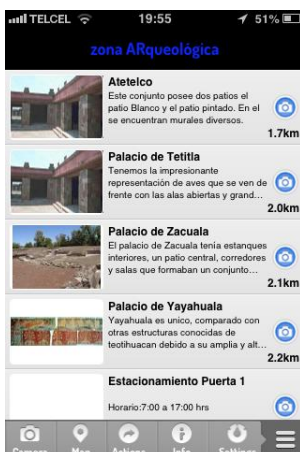 TELCEL 19:55 51%
zona ARqueológica
Atetelco
Este conjunto posee dos patios el
patio Blanco y el patio pintado. En el
se encuentran murales diversos.
1.7km
Palacio de Tetitla
Tenemos la impresionante
representación de aves que se ven de
frente con las alas abiertas y grand...
2.0km
Palacio de Zacuala
El palacio de Zacuala tenía estanques
interiores, un patio central, corredores
y salas que formaban un conjunto...
2.1km
Palacio de Yayahuala
Yayahuala es unico, comparado con
otras estructuras conocidas de
teotihuacan debido a su amplia y alt...
2.2km
Estacionamiento Puerta 1
Horario:7:00 a 17:00 hrs
Camera Map Actions Info Settings